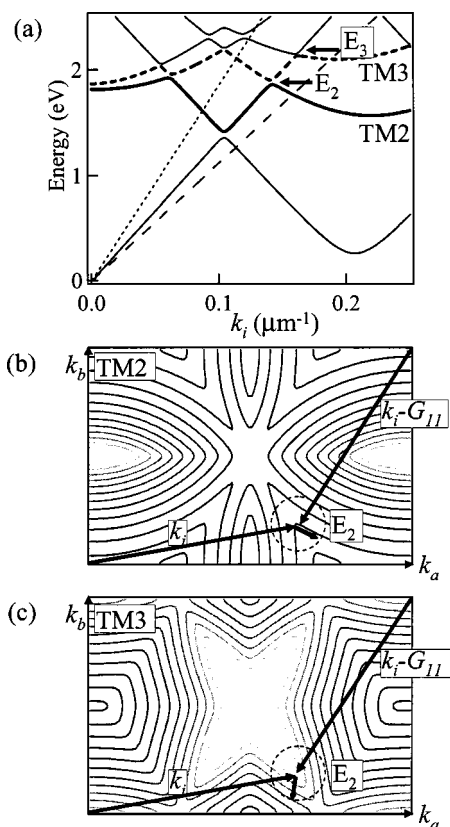 (a)
E3
TM3
E2
TM2
2
1
0
Energy (eV)
0.0
0.1
0.2
ki (μm-1)
(b)
kb
TM2
ki-G11
ki
E2
ka
(c)
kb
TM3
ki-G11
ki
E2
ka